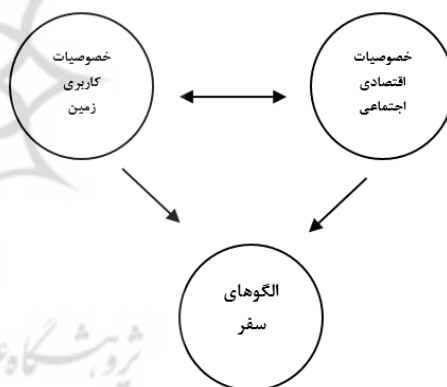 خصوصیات
اقتصادی
اجتماعی
خصوصیات
کاربری
زمین
الگوهای
سفر